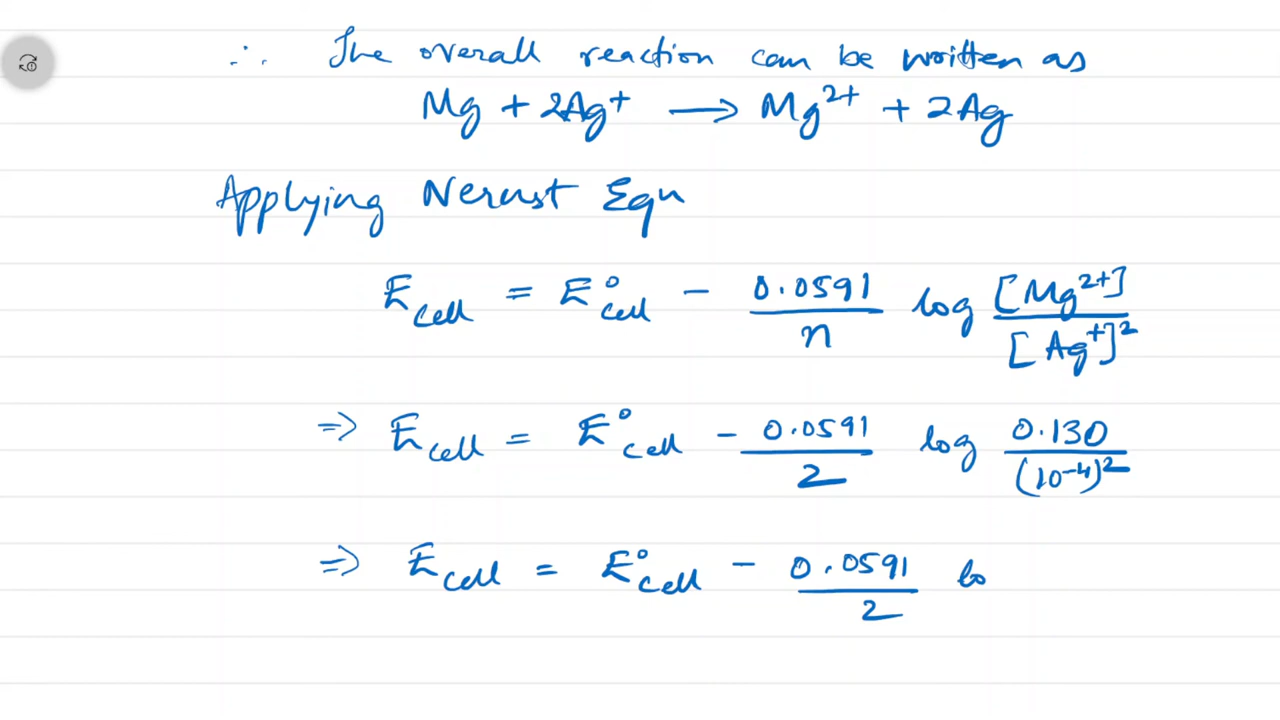 ∴ The overall reaction can be written as
Mg + 2Ag⁺ ⟶ Mg²⁺ + 2Ag
Applying Nernst Eqn
E_cell = E°_cell − 0.0591/n log [Mg²⁺]/[Ag⁺]²
⇒ E_cell = E°_cell − 0.0591/2 log 0.130/(10⁻⁴)²
⇒ E_cell = E°_cell − 0.0591/2 lo